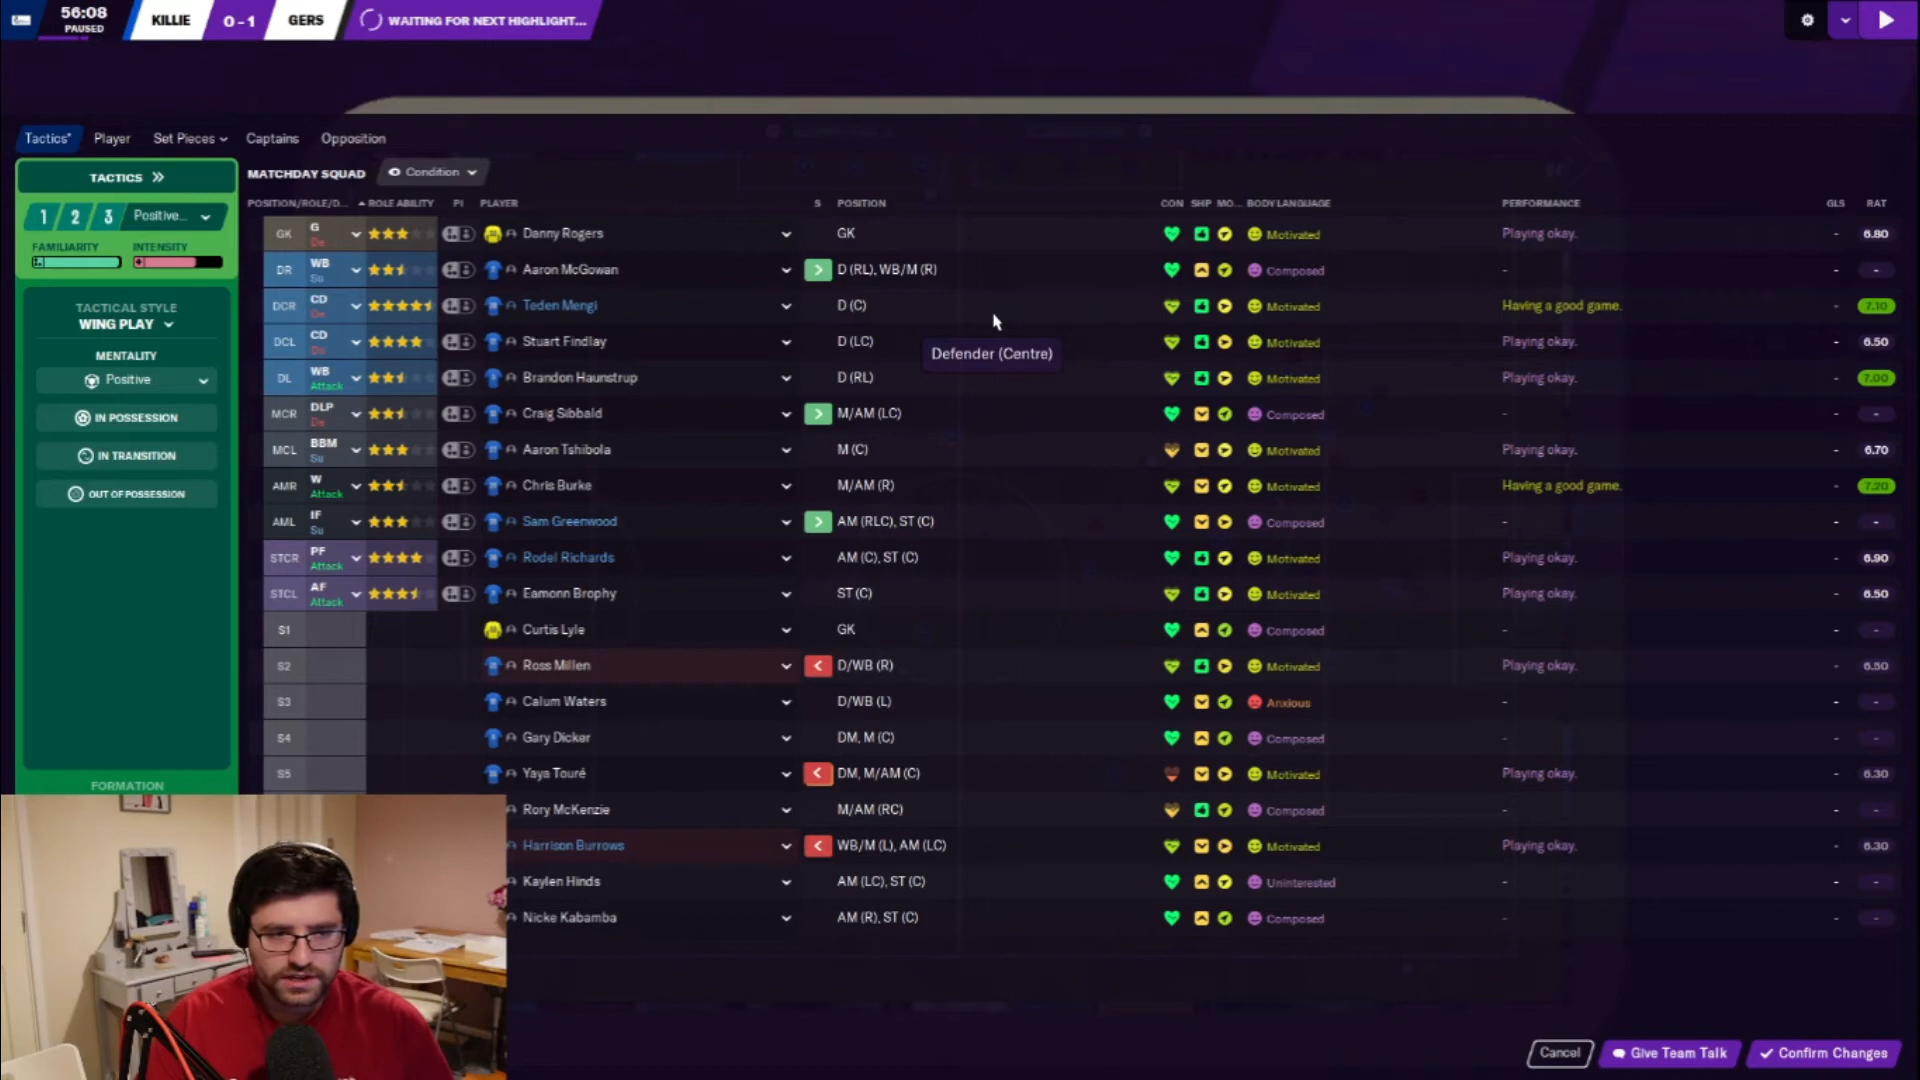 56:08
PAUSED
KILLIE 0 - 1 GERS
WAITING FOR NEXT HIGHLIGHT...
Tactics* Player Set Pieces Captains Opposition
TACTICS
1 2 3 Positive...
FAMILIARITY INTENSITY
TACTICAL STYLE
WING PLAY
MENTALITY
Positive
IN POSSESSION
IN TRANSITION
OUT OF POSSESSION
FORMATION
MATCHDAY SQUAD Condition
POSITION/ROLE/D... ROLE ABILITY PI PLAYER S POSITION CON SHP MO... BODY LANGUAGE PERFORMANCE GLS RAT
GK G De Danny Rogers GK Motivated Playing okay. - 6.80
DR WB Su Aaron McGowan > D (RL), WB/M (R) Composed - - -
DCR CD De Teden Mengi D (C) Motivated Having a good game. - 7.10
DCL CD De Stuart Findlay D (LC) Motivated Playing okay. - 6.50
Defender (Centre)
DL WB Attack Brandon Haunstrup D (RL) Motivated Playing okay. - 7.00
MCR DLP De Craig Sibbald > M/AM (LC) Composed - - -
MCL BBM Su Aaron Tshibola M (C) Motivated Playing okay. - 6.70
AMR W Attack Chris Burke M/AM (R) Motivated Having a good game. - 7.20
AML IF Su Sam Greenwood > AM (RLC), ST (C) Composed - - -
STCR PF Attack Rodel Richards AM (C), ST (C) Motivated Playing okay. - 6.90
STCL AF Attack Eamonn Brophy ST (C) Motivated Playing okay. - 6.50
S1 Curtis Lyle GK Composed - - -
S2 Ross Millen < D/WB (R) Motivated Playing okay. - 6.50
S3 Calum Waters D/WB (L) Anxious - - -
S4 Gary Dicker DM, M (C) Composed - - -
S5 Yaya Touré < DM, M/AM (C) Motivated Playing okay. - 6.30
Rory McKenzie M/AM (RC) Composed - - -
Harrison Burrows < WB/M (L), AM (LC) Motivated Playing okay. - 6.30
Kaylen Hinds AM (LC), ST (C) Uninterested - - -
Nicke Kabamba AM (R), ST (C) Composed - - -
Cancel Give Team Talk Confirm Changes